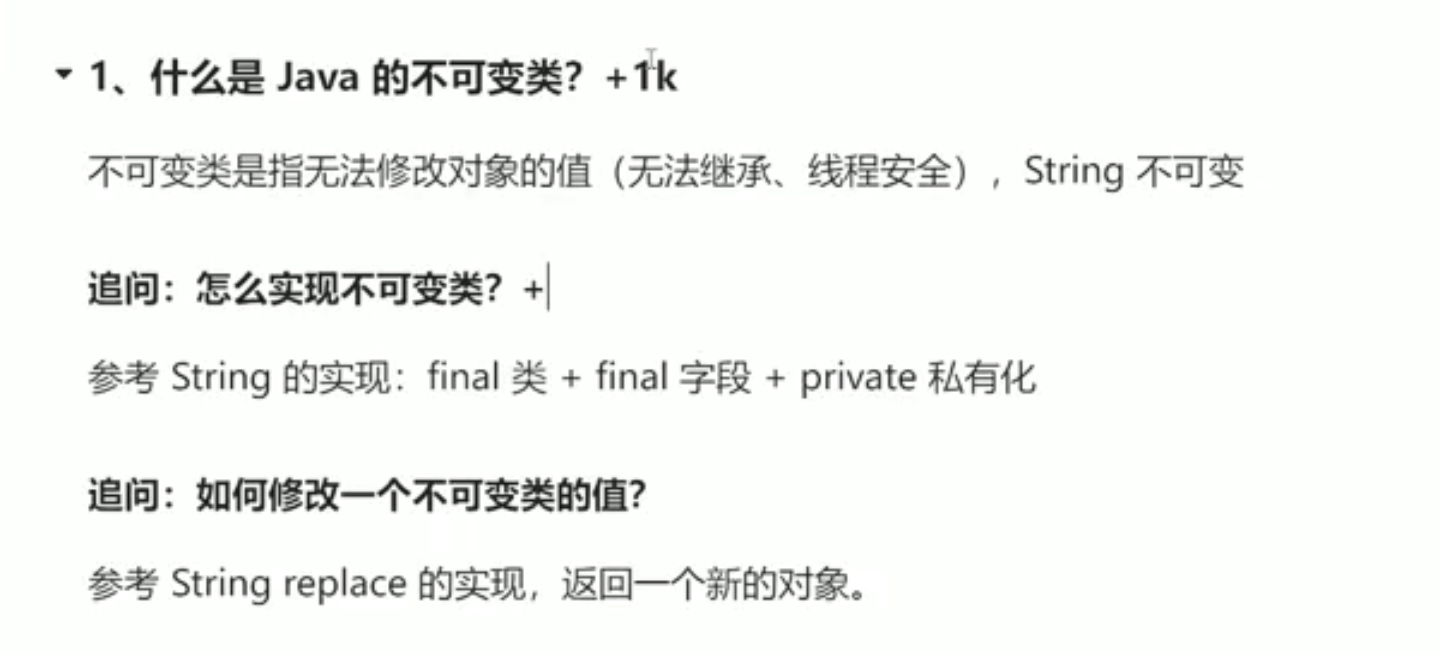 1、什么是 Java 的不可变类？+1k
不可变类是指无法修改对象的值（无法继承、线程安全），String 不可变
追问：怎么实现不可变类？+
参考 String 的实现：final 类 + final 字段 + private 私有化
追问：如何修改一个不可变类的值？
参考 String replace 的实现，返回一个新的对象。